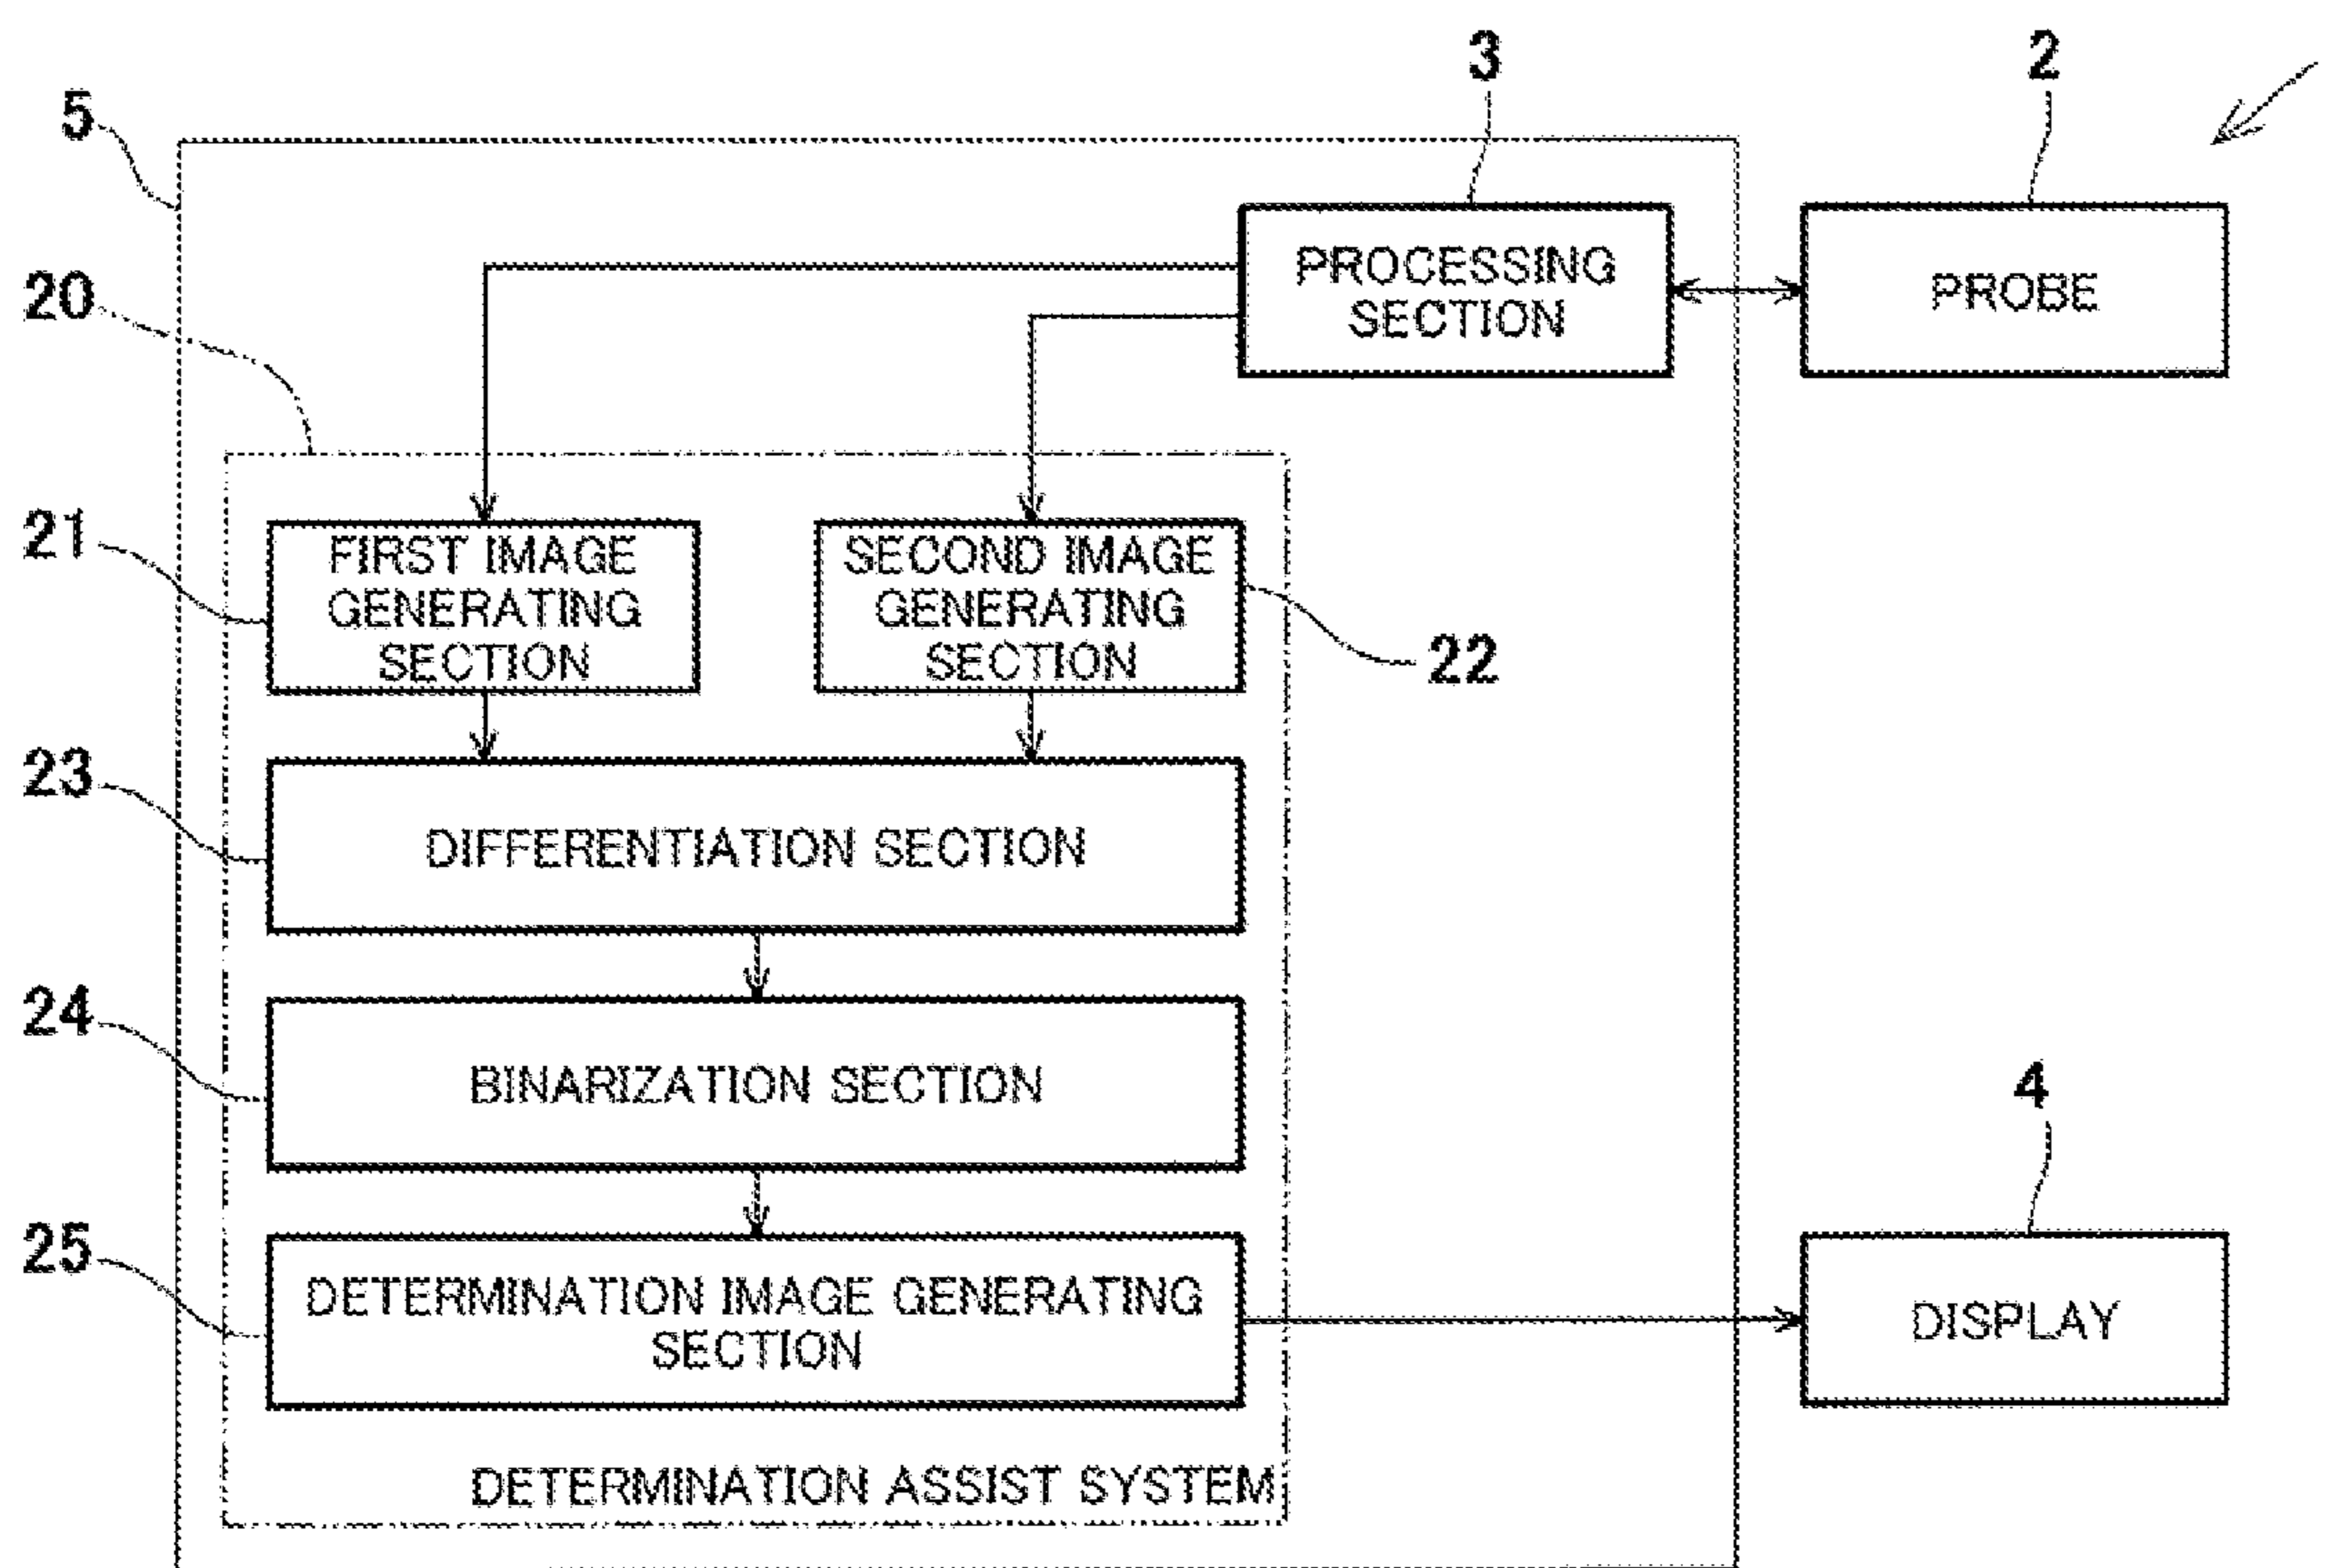 3
2
5
PROCESSING
SECTION
PROBE
20
21
FIRST IMAGE
GENERATING
SECTION
SECOND IMAGE
GENERATING
SECTION
22
23
DIFFERENTIATION SECTION
24
BINARIZATION SECTION
4
25
DETERMINATION IMAGE GENERATING
SECTION
DISPLAY
DETERMINATION ASSIST SYSTEM